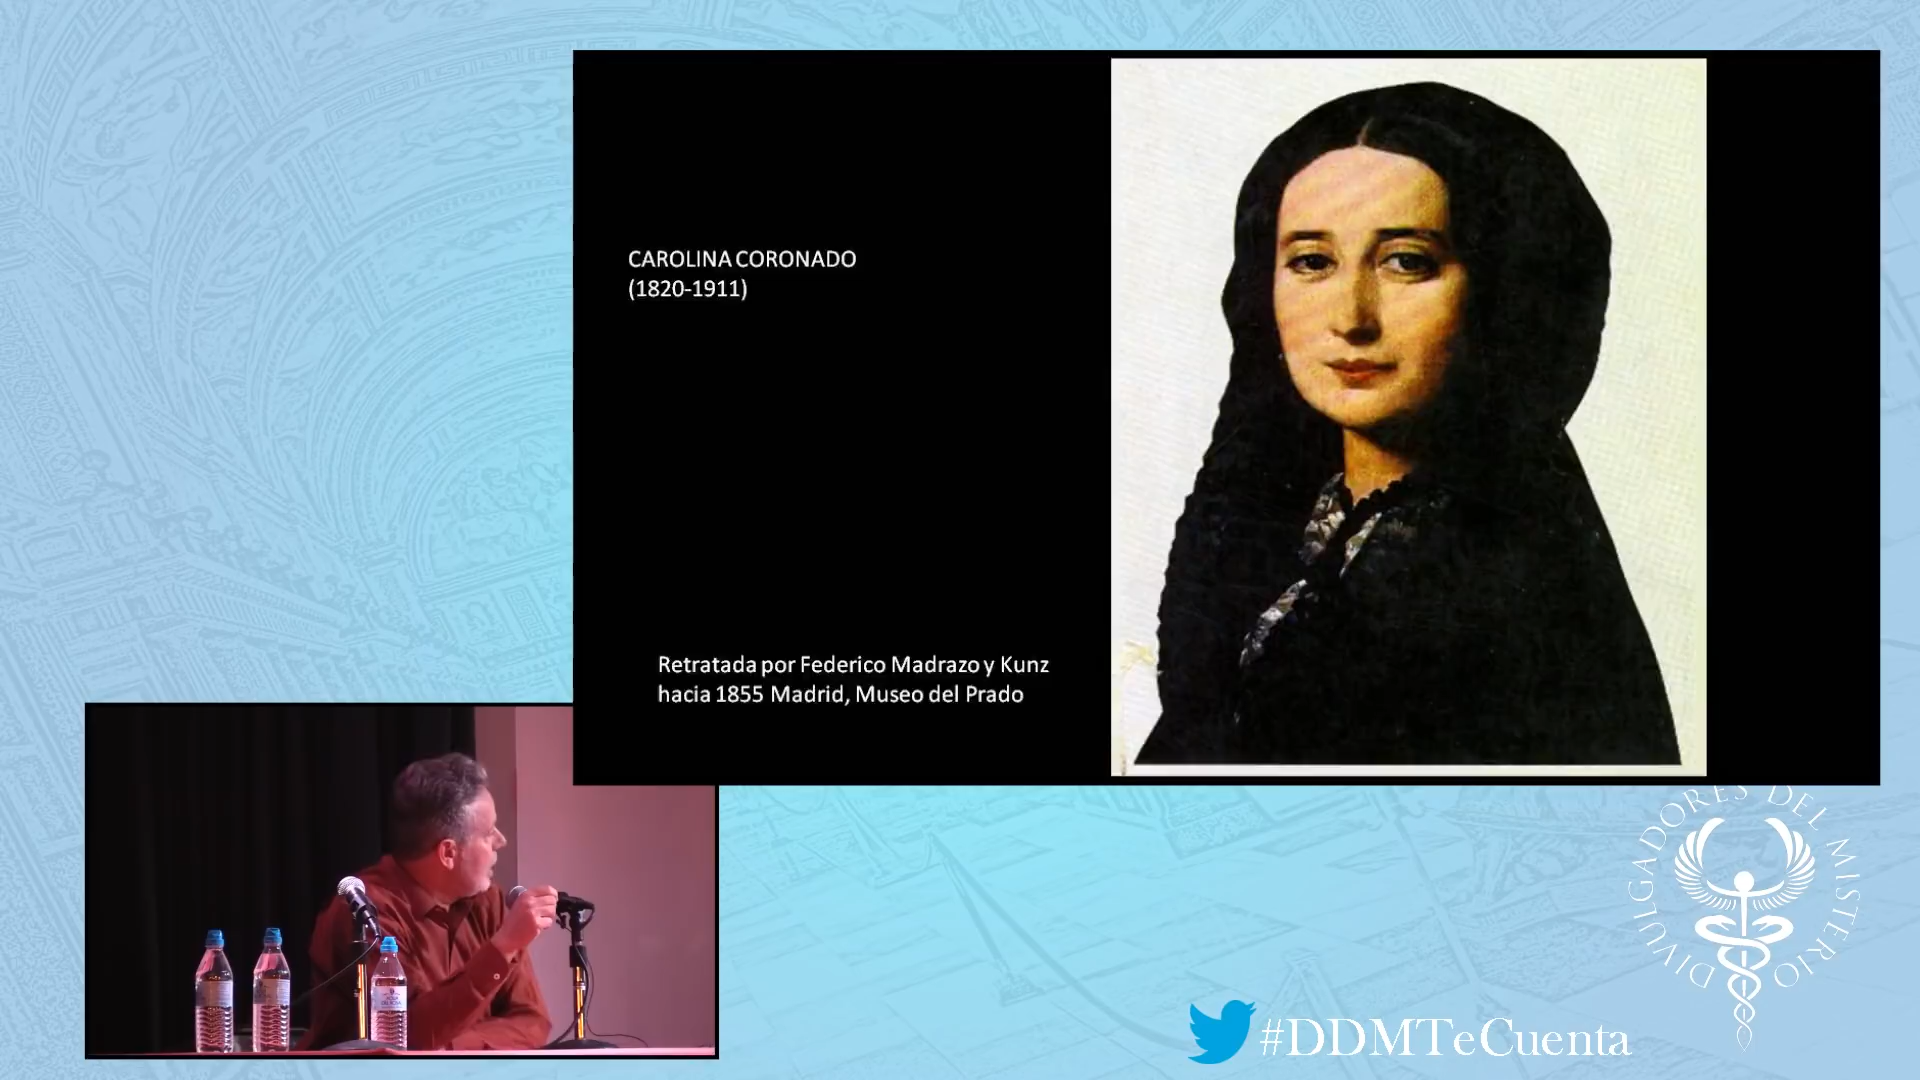 CAROLINA CORONADO
(1820-1911)
Retratada por Federico Madrazo y Kunz
hacia 1855 Madrid, Museo del Prado
DIVULGADORES DEL MISTERIO
#DDMTeCuenta